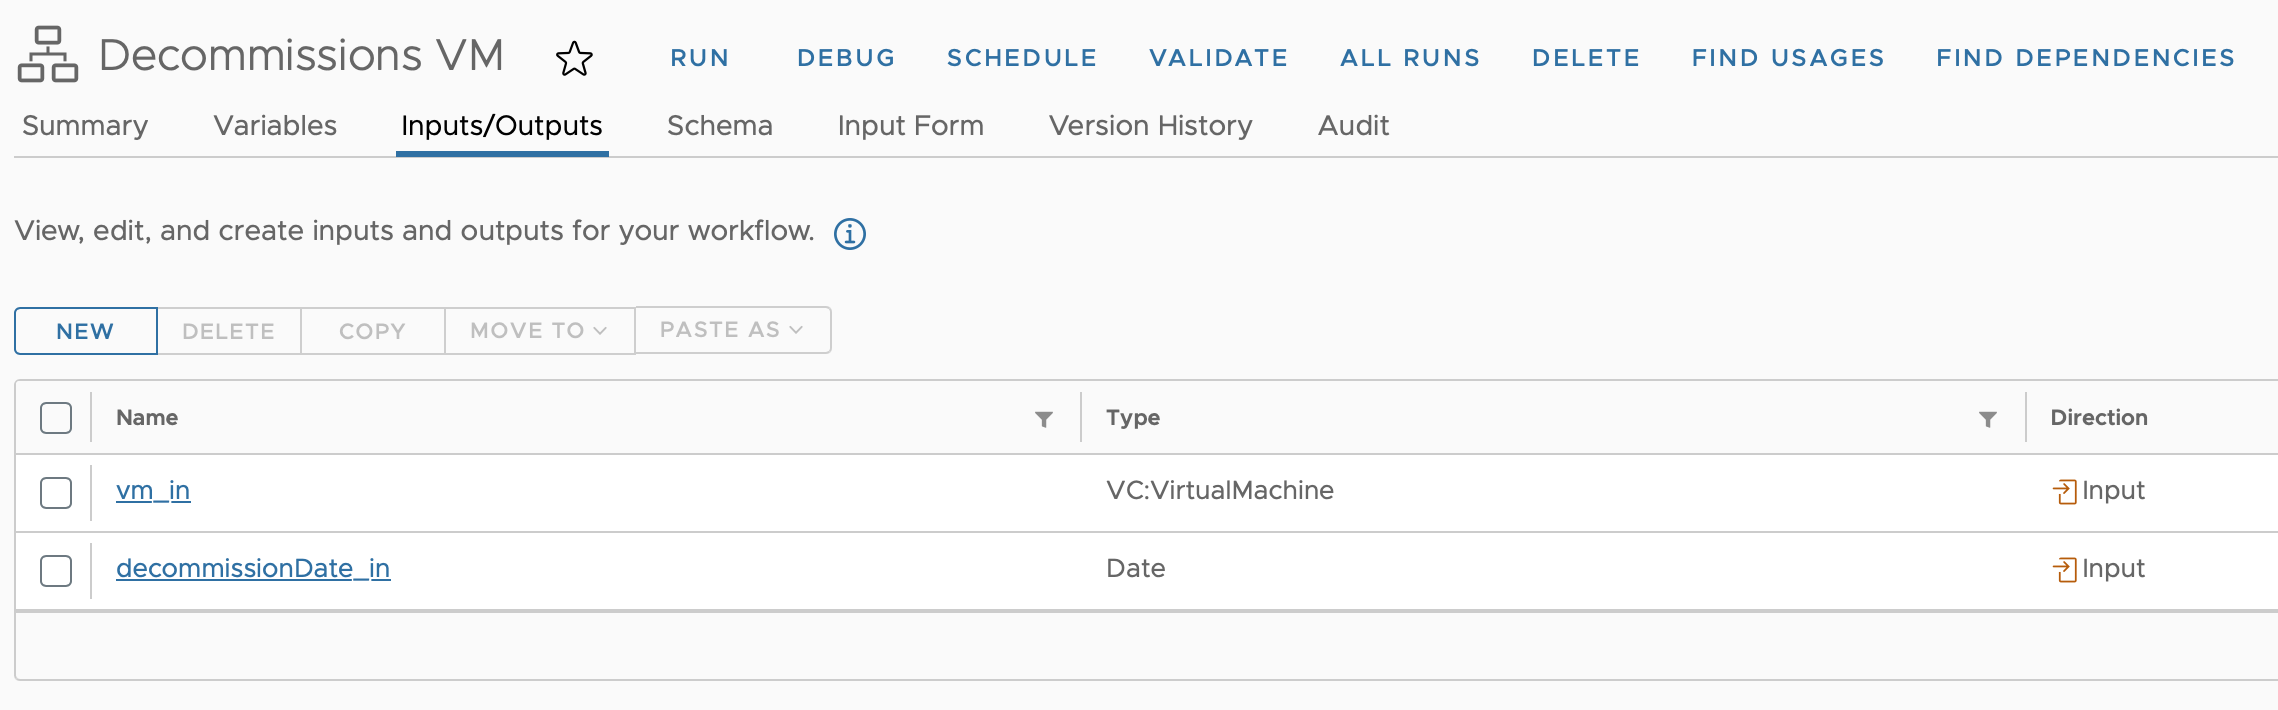 Decommissions VM RUN DEBUG SCHEDULE VALIDATE ALL RUNS DELETE FIND USAGES FIND DEPENDENCIES
Summary Variables Inputs/Outputs Schema Input Form Version History Audit
View, edit, and create inputs and outputs for your workflow.
NEW DELETE COPY MOVE TO PASTE AS
Name Type Direction
vm_in VC:VirtualMachine Input
decommissionDate_in Date Input